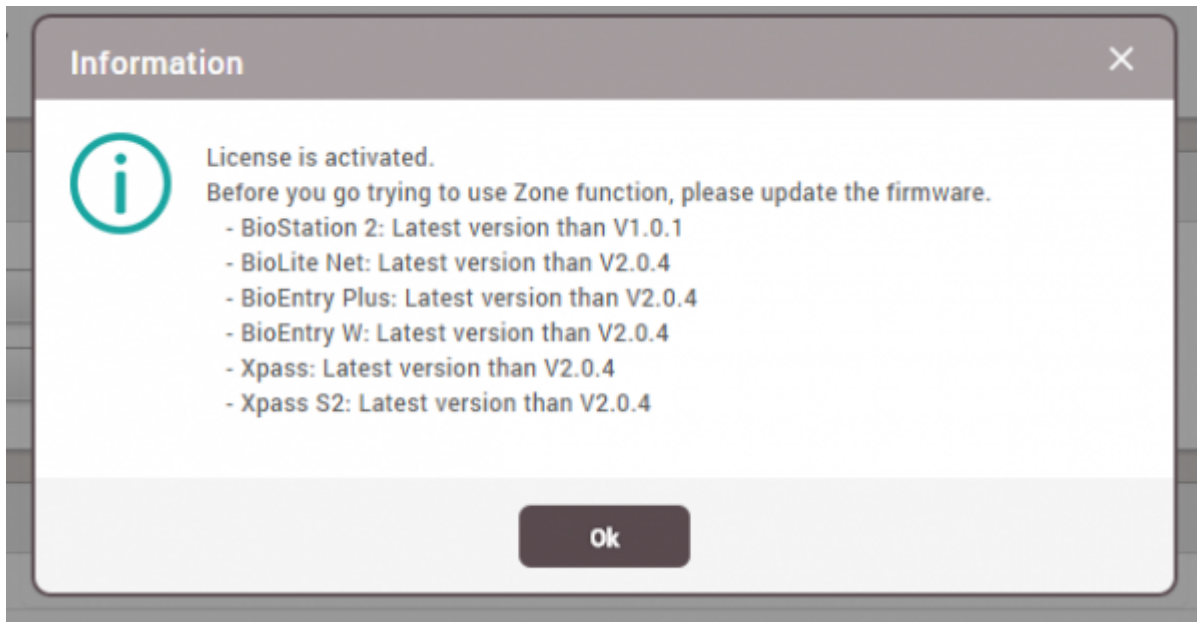 Information
License is activated.
Before you go trying to use Zone function, please update the firmware.
- BioStation 2: Latest version than V1.0.1
- BioLite Net: Latest version than V2.0.4
- BioEntry Plus: Latest version than V2.0.4
- BioEntry W: Latest version than V2.0.4
- Xpass: Latest version than V2.0.4
- Xpass S2: Latest version than V2.0.4
Ok